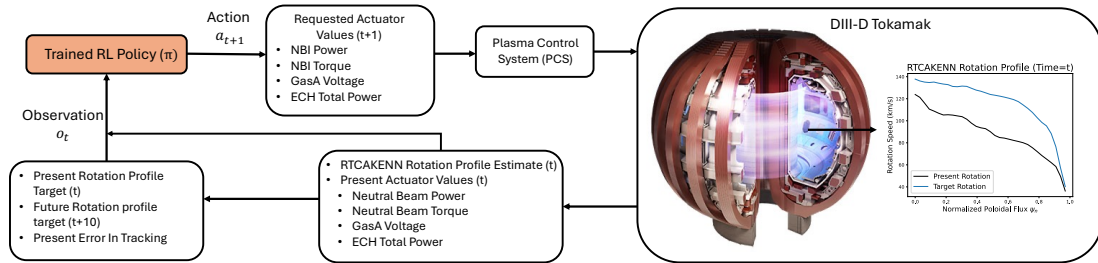 Action
a_{t+1}
Trained RL Policy (π)
Observation
o_t
Requested Actuator
Values (t+1)
• NBI Power
• NBI Torque
• GasA Voltage
• ECH Total Power
Plasma Control
System (PCS)
DIII-D Tokamak
RTCAKENN Rotation Profile (Time=t)
Rotation Speed (km/s)
140
120
100
80
60
40
Present Rotation
Target Rotation
0.0
0.2
0.4
0.6
0.8
1.0
Normalized Poloidal Flux ψ_n
• Present Rotation Profile
Target (t)
• Future Rotation profile
target (t+10)
• Present Error In Tracking
• RTCAKENN Rotation Profile Estimate (t)
• Present Actuator Values (t)
• Neutral Beam Power
• Neutral Beam Torque
• GasA Voltage
• ECH Total Power